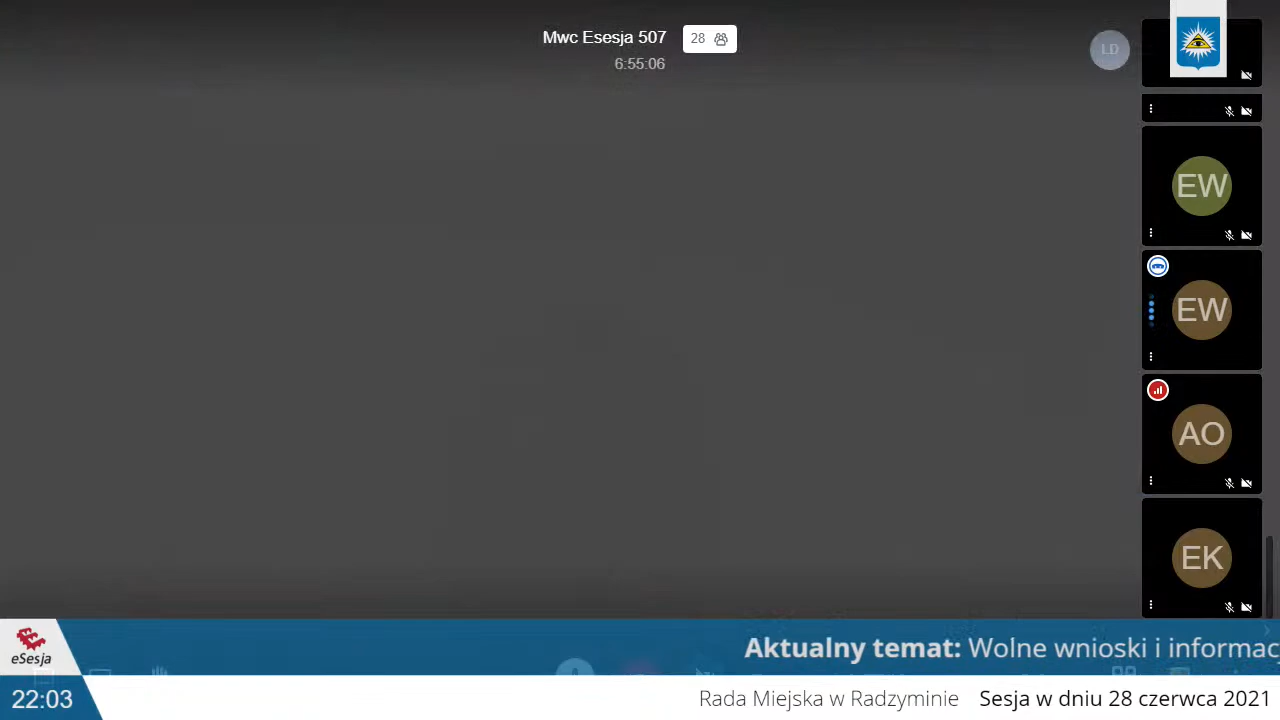 Mwc Esesja 507
28
6:55:06
LD
EW
EW
AO
EK
Aktualny temat: Wolne wnioski i informac
eSesja
22:03
Rada Miejska w Radzyminie Sesja w dniu 28 czerwca 2021